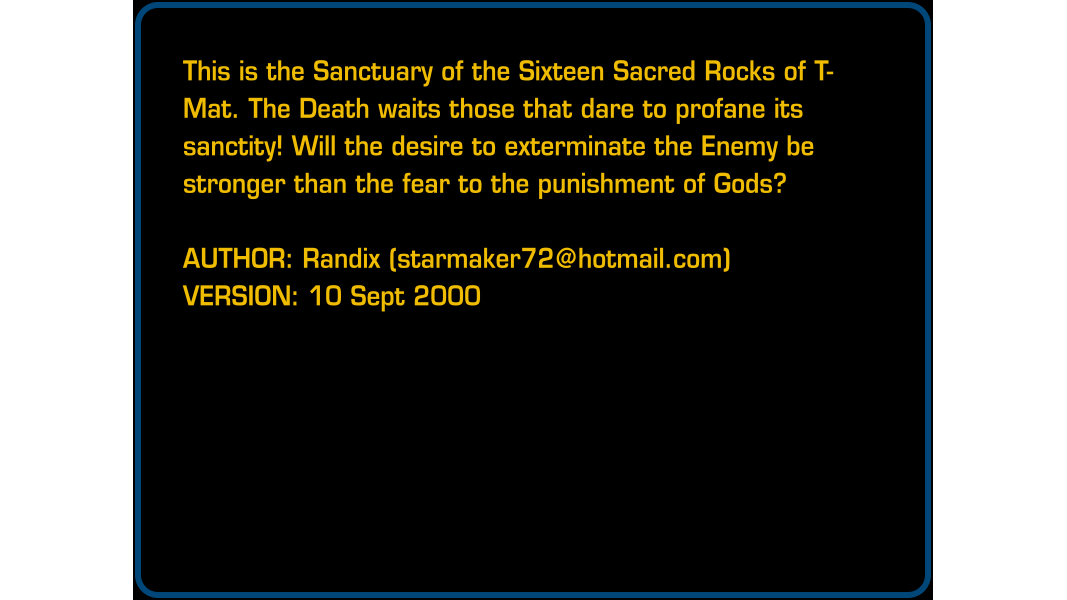 This is the Sanctuary of the Sixteen Sacred Rocks of T-
Mat. The Death waits those that dare to profane its
sanctity! Will the desire to exterminate the Enemy be
stronger than the fear to the punishment of Gods?
AUTHOR: Randix (starmaker72@hotmail.com)
VERSION: 10 Sept 2000